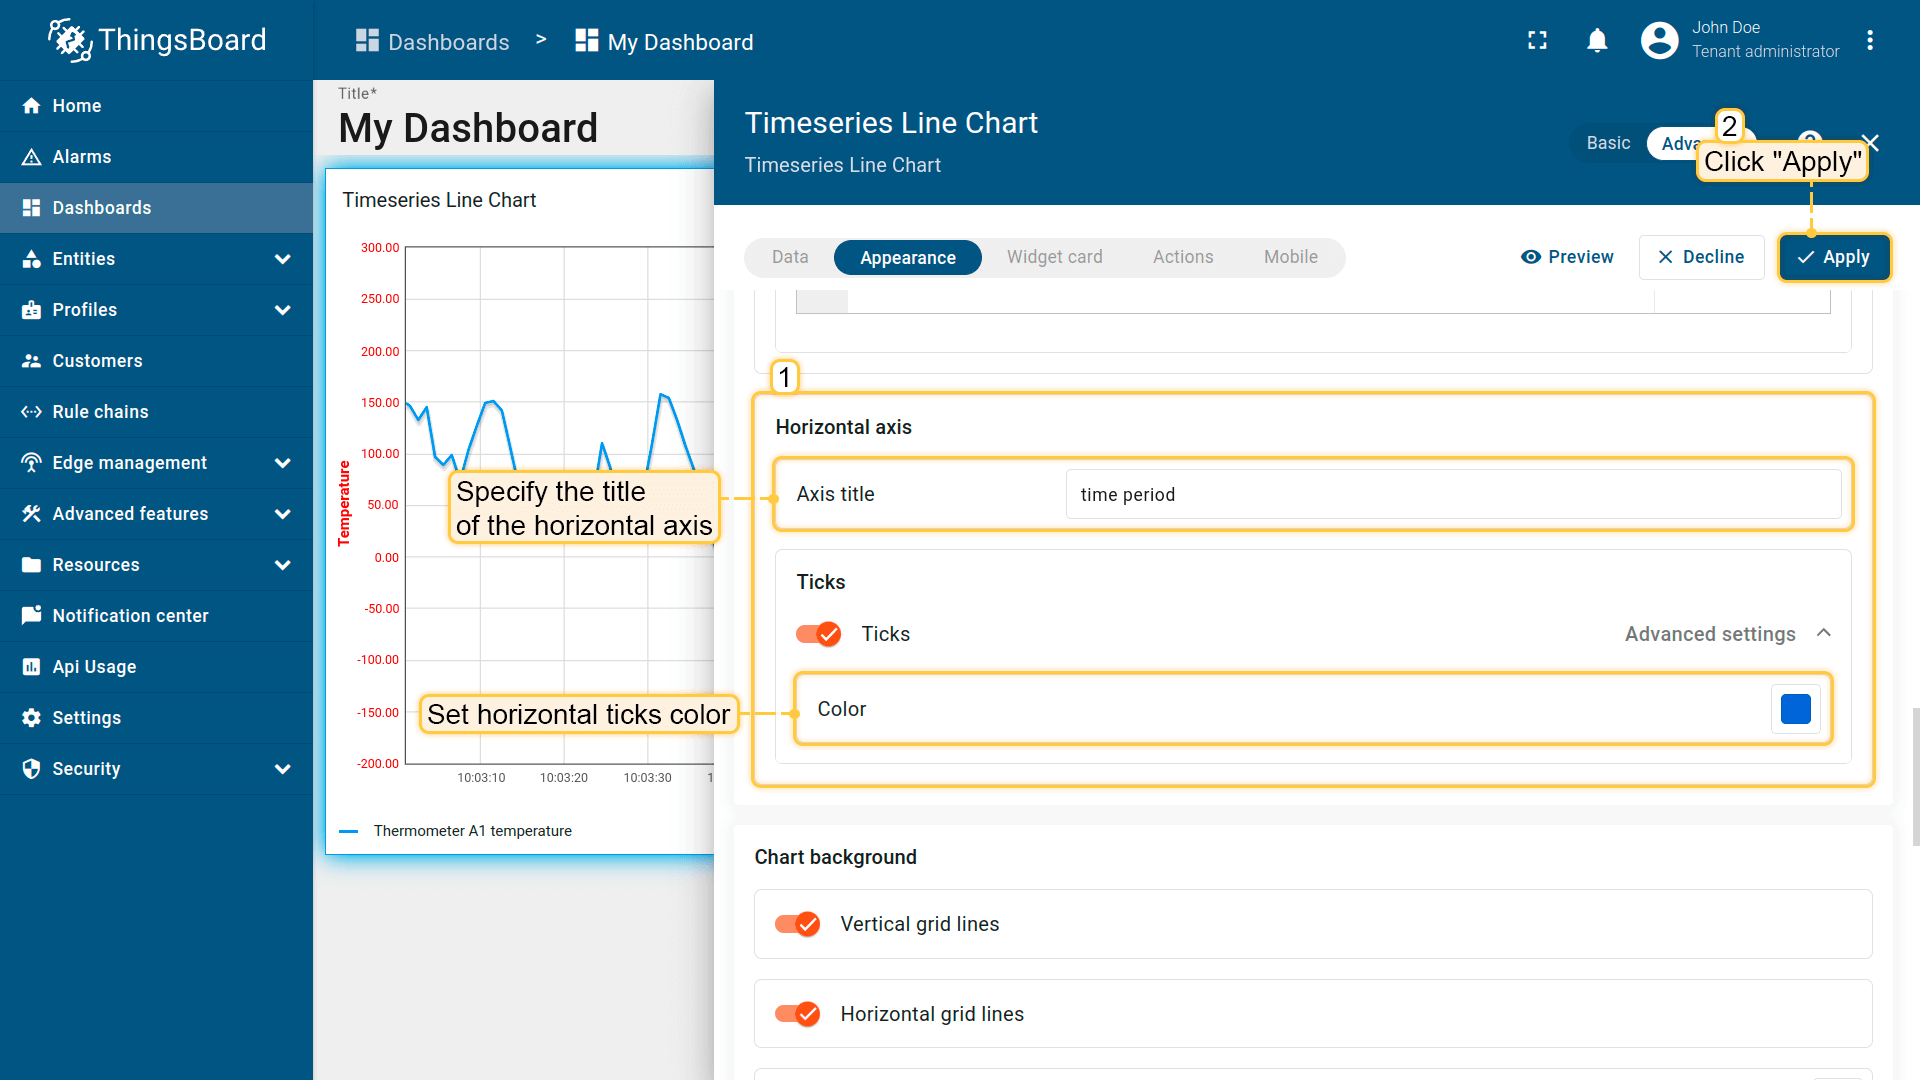 ThingsBoard
Dashboards > My Dashboard
John Doe
Tenant administrator
Home
Alarms
Dashboards
Entities
Profiles
Customers
Rule chains
Edge management
Advanced features
Resources
Notification center
Api Usage
Settings
Security
Title*
My Dashboard
Timeseries Line Chart
300.00
250.00
200.00
150.00
100.00
50.00
0.00
-50.00
-100.00
-150.00
-200.00
Temperature
10:03:10 10:03:20 10:03:30
Thermometer A1 temperature
Timeseries Line Chart
Timeseries Line Chart
Basic
2
Click "Apply"
Data Appearance Widget card Actions Mobile
Preview Decline Apply
1
Horizontal axis
Axis title time period
Specify the title
of the horizontal axis
Ticks
Ticks Advanced settings
Set horizontal ticks color
Color
Chart background
Vertical grid lines
Horizontal grid lines